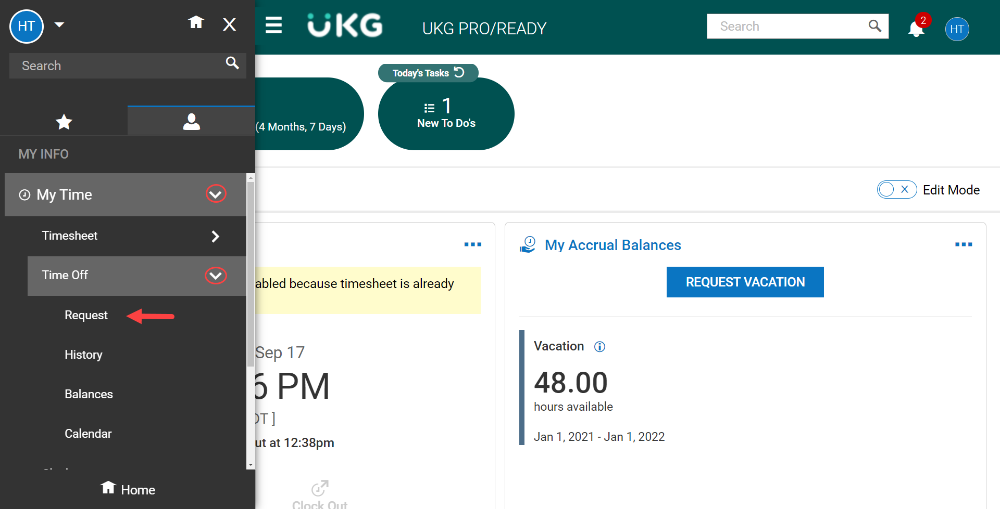 HT
X
Search
MY INFO
My Time
Timesheet
Time Off
Request
History
Balances
Calendar
Home
UKG
UKG PRO/READY
Search
2
HT
(4 Months, 7 Days)
Today's Tasks
1
New To Do's
X
Edit Mode
abled because timesheet is already
Sep 17
6 PM
DT ]
ut at 12:38pm
Clock Out
My Accrual Balances
REQUEST VACATION
Vacation
48.00
hours available
Jan 1, 2021 - Jan 1, 2022